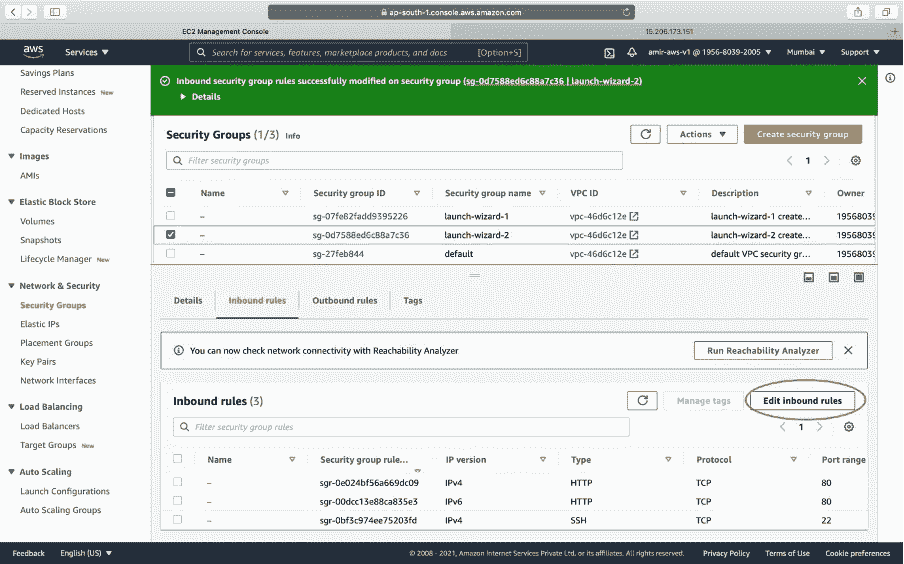 ap-south-1.console.aws.amazon.com
EC2 Management Console
15.206.173.151
aws
Services
Search for services, features, marketplace products, and docs
[Option+S]
amir-aws-v1 @ 1956-8039-2005
Mumbai
Support
Savings Plans
Reserved Instances New
Dedicated Hosts
Capacity Reservations
Images
AMIs
Elastic Block Store
Volumes
Snapshots
Lifecycle Manager New
Network & Security
Security Groups
Elastic IPs
Placement Groups
Key Pairs
Network Interfaces
Load Balancing
Load Balancers
Target Groups New
Auto Scaling
Launch Configurations
Auto Scaling Groups
Inbound security group rules successfully modified on security group (sg-0d7588ed6c88a7c36 | launch-wizard-2)
Details
Security Groups (1/3) Info
Actions
Create security group
Filter security groups
1
Name Security group ID Security group name VPC ID Description Owner
– sg-07fe82fadd9395226 launch-wizard-1 vpc-46d6c12e launch-wizard-1 create... 19568039
– sg-0d7588ed6c88a7c36 launch-wizard-2 vpc-46d6c12e launch-wizard-2 create... 19568039
– sg-27feb844 default vpc-46d6c12e default VPC security gr... 19568039
Details Inbound rules Outbound rules Tags
You can now check network connectivity with Reachability Analyzer
Run Reachability Analyzer
Inbound rules (3)
Manage tags
Edit inbound rules
Filter security group rules
1
Name Security group rule... IP version Type Protocol Port range
– sgr-0e024bf56a669dc09 IPv4 HTTP TCP 80
– sgr-00dcc13e88ca835e3 IPv6 HTTP TCP 80
– sgr-0bf3c974ee75203fd IPv4 SSH TCP 22
Feedback English (US) © 2008 - 2021, Amazon Internet Services Private Ltd. or its affiliates. All rights reserved. Privacy Policy Terms of Use Cookie preferences